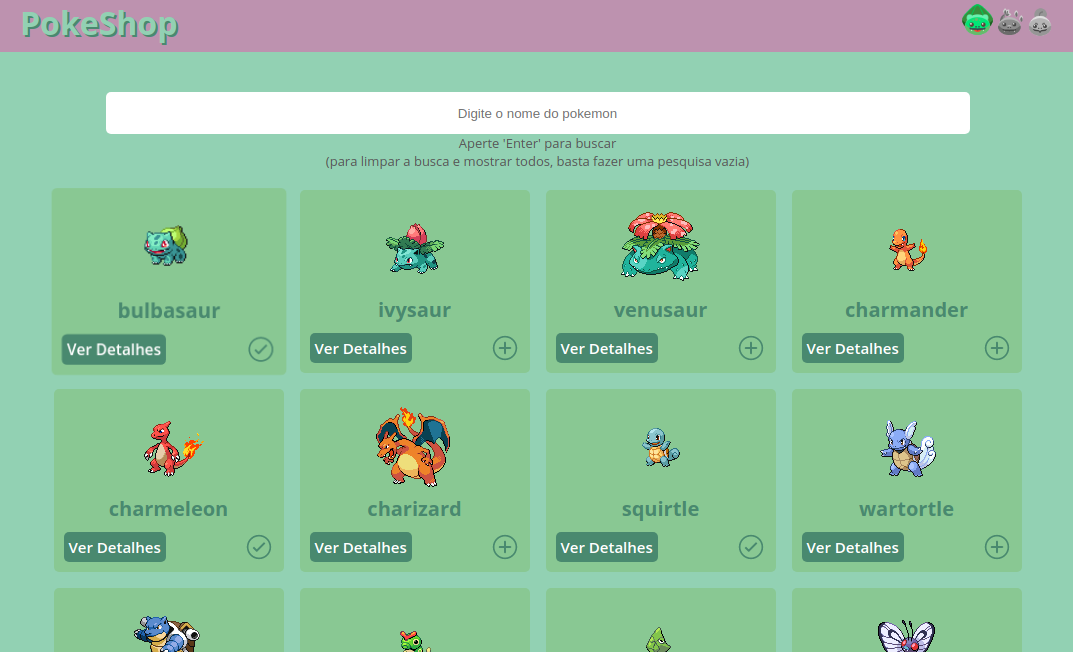 PokeShop
Digite o nome do pokemon
Aperte 'Enter' para buscar
(para limpar a busca e mostrar todos, basta fazer uma pesquisa vazia)
bulbasaur
Ver Detalhes
ivysaur
Ver Detalhes
venusaur
Ver Detalhes
charmander
Ver Detalhes
charmeleon
Ver Detalhes
charizard
Ver Detalhes
squirtle
Ver Detalhes
wartortle
Ver Detalhes